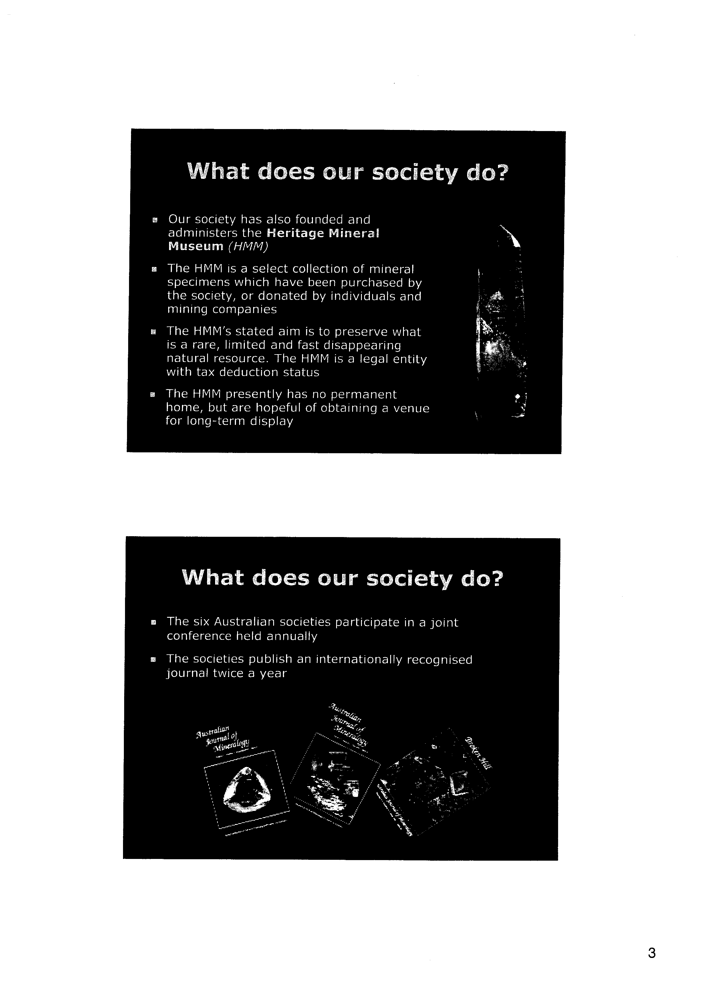 What does our society do?
Our society has also founded and
administers the Heritage Mineral
Museum (HMM)
The HMM is a select collection of mineral
specimens which have been purchased by
the society, or donated by individuals and
mining companies
The HMM's stated aim is to preserve what
is a rare, limited and fast disappearing
natural resource. The HMM is a legal entity
with tax deduction status
The HMM presently has no permanent
home, but are hopeful of obtaining a venue
for long-term display
What does our society do?
The six Australian societies participate in a joint
conference held annually
The societies publish an internationally recognised
journal twice a year
Australian
Journal of
Mineralogy
Australian
Journal of
Mineralogy
Broken Hill
3